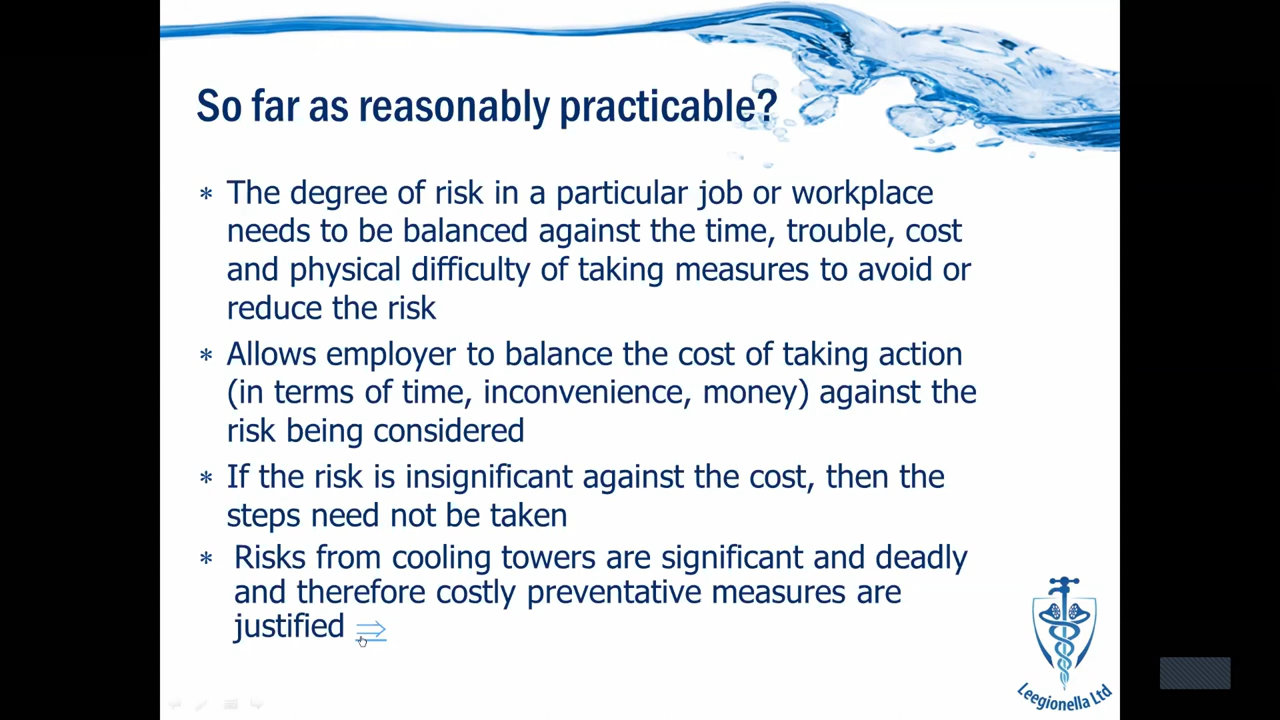 So far as reasonably practicable?
* The degree of risk in a particular job or workplace
needs to be balanced against the time, trouble, cost
and physical difficulty of taking measures to avoid or
reduce the risk
* Allows employer to balance the cost of taking action
(in terms of time, inconvenience, money) against the
risk being considered
* If the risk is insignificant against the cost, then the
steps need not be taken
* Risks from cooling towers are significant and deadly
and therefore costly preventative measures are
justified ⇒
Leegionella Ltd